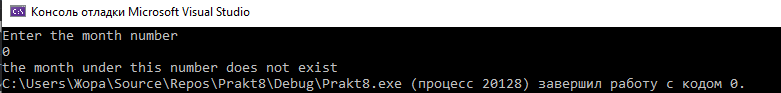 Консоль отладки Microsoft Visual Studio
Enter the month number
0
the month under this number does not exist
C:\Users\Жора\Source\Repos\Prakt8\Debug\Prakt8.exe (процесс 20128) завершил работу с кодом 0.